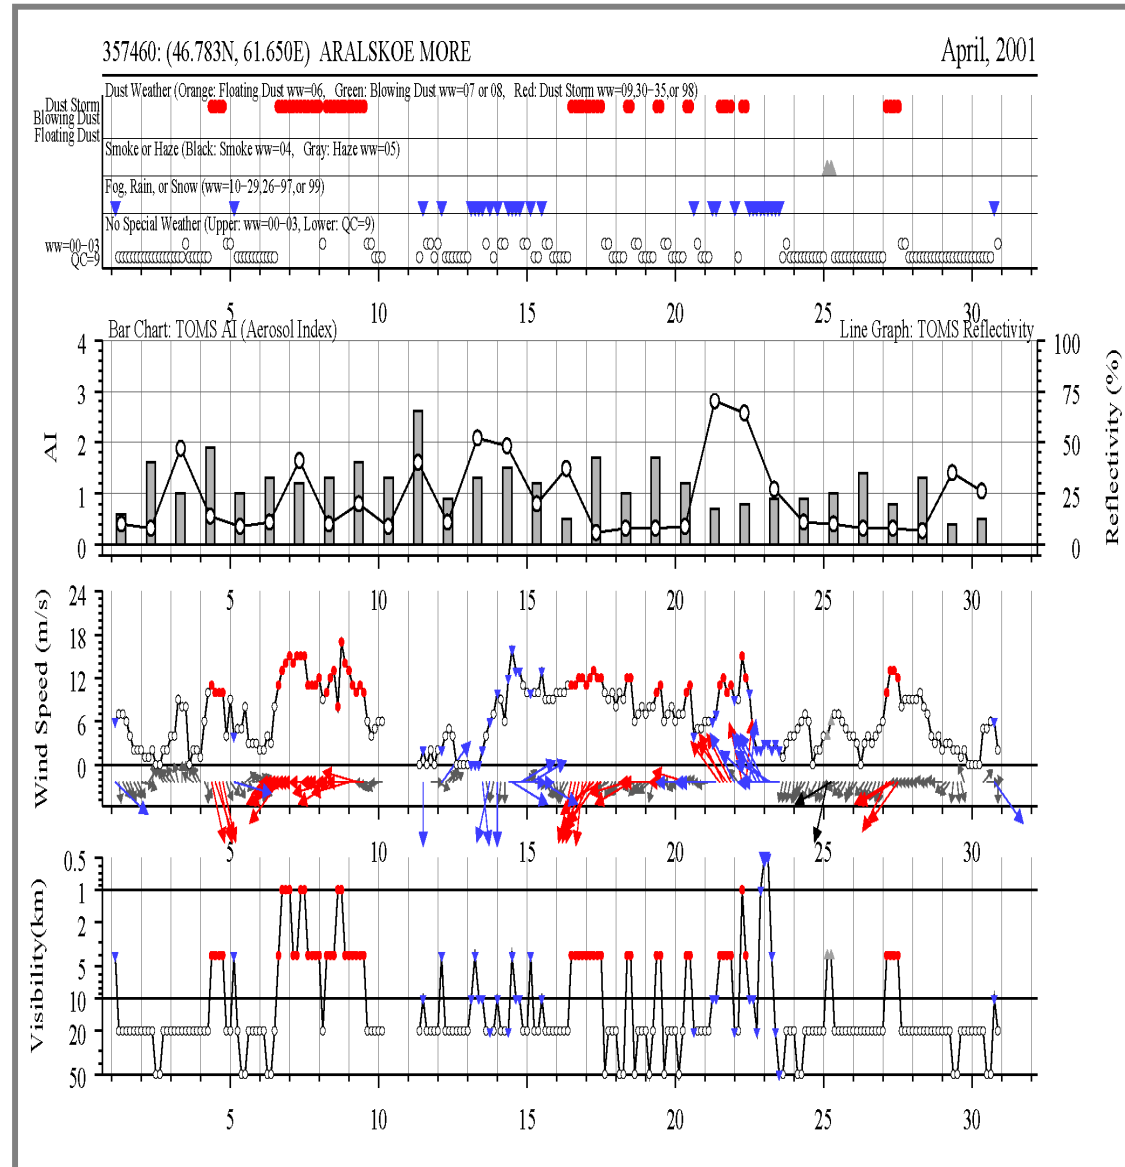 357460: (46.783N, 61.650E) ARALSKOE MORE April, 2001
Dust Weather (Orange: Floating Dust ww=06, Green: Blowing Dust ww=07 or 08, Red: Dust Storm ww=09,30-35,or 98)
Dust Storm
Blowing Dust
Floating Dust
Smoke or Haze (Black: Smoke ww=04, Gray: Haze ww=05)
Fog, Rain, or Snow (ww=10-29,26-97,or 99)
No Special Weather (Upper: ww=00-03, Lower: QC=9)
ww=00-03
QC=9
5 10 15 20 25 30
Bar Chart: TOMS AI (Aerosol Index) Line Graph: TOMS Reflectivity
4 100
3 75
2 50
1 25
0 0
AI
Reflectivity (%)
5 10 15 20 25 30
24
18
12
6
0
Wind Speed (m/s)
5 10 15 20 25 30
0.5
1
2
5
10
20
50
Visibility(km)
5 10 15 20 25 30